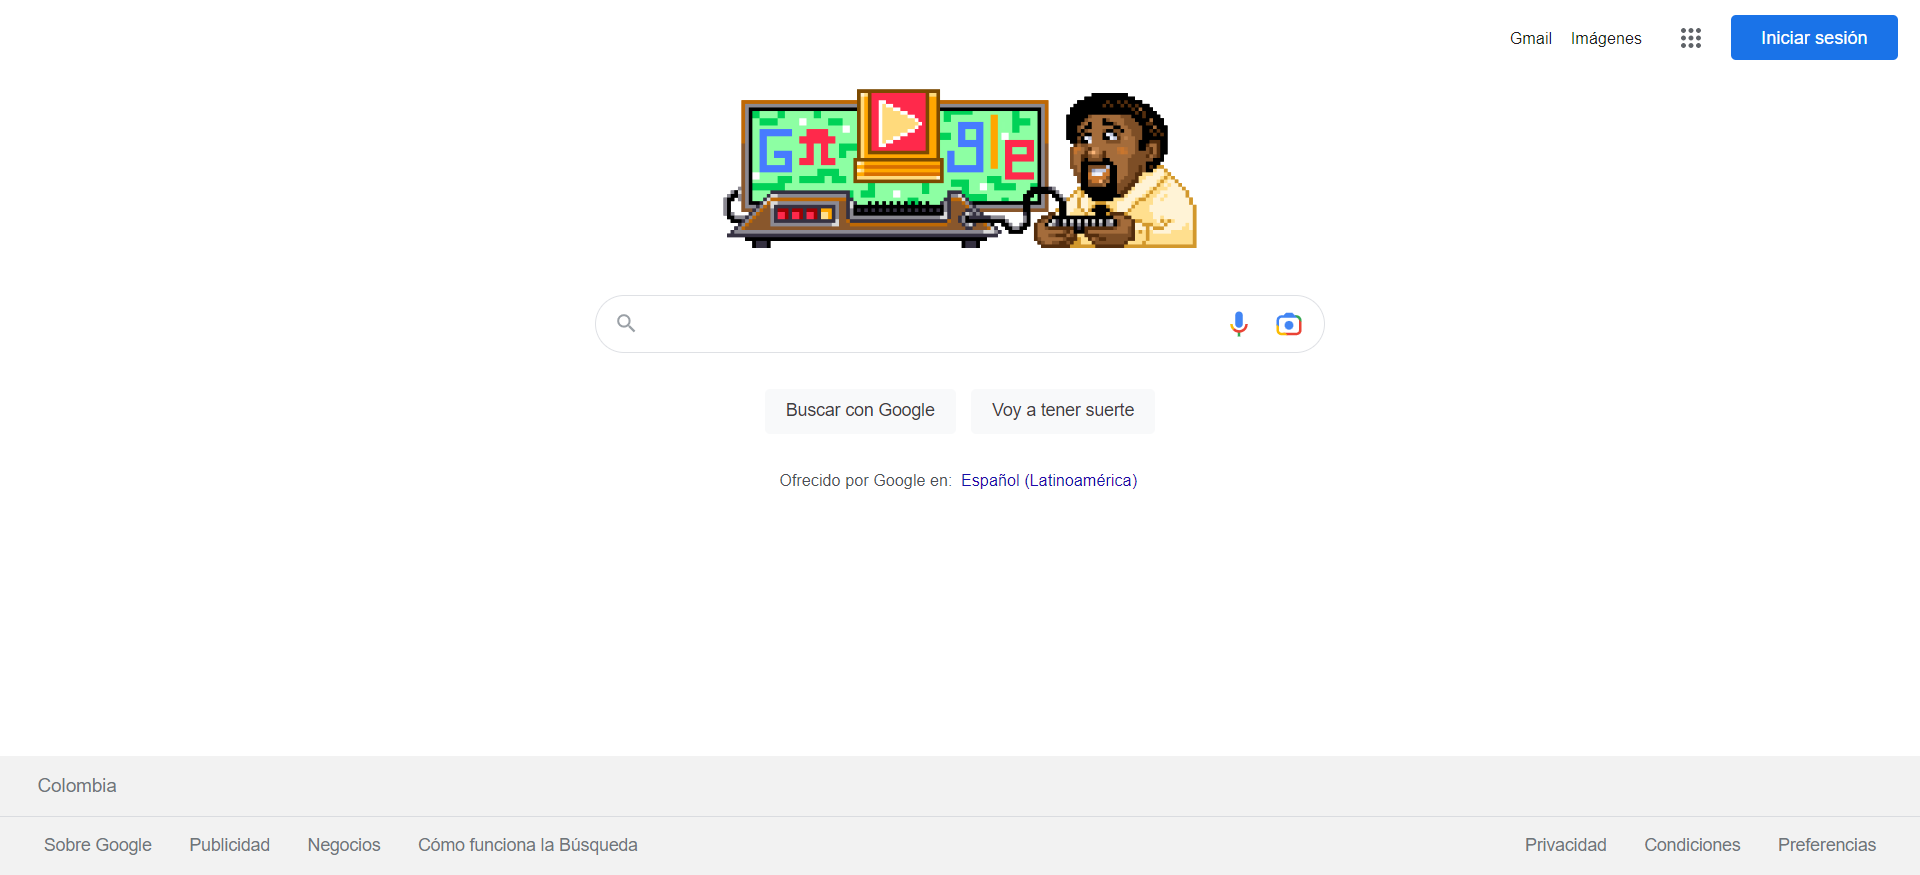 Gmail Imágenes Iniciar sesión
Gπgle
Buscar con Google Voy a tener suerte
Ofrecido por Google en: Español (Latinoamérica)
Colombia
Sobre Google Publicidad Negocios Cómo funciona la Búsqueda Privacidad Condiciones Preferencias